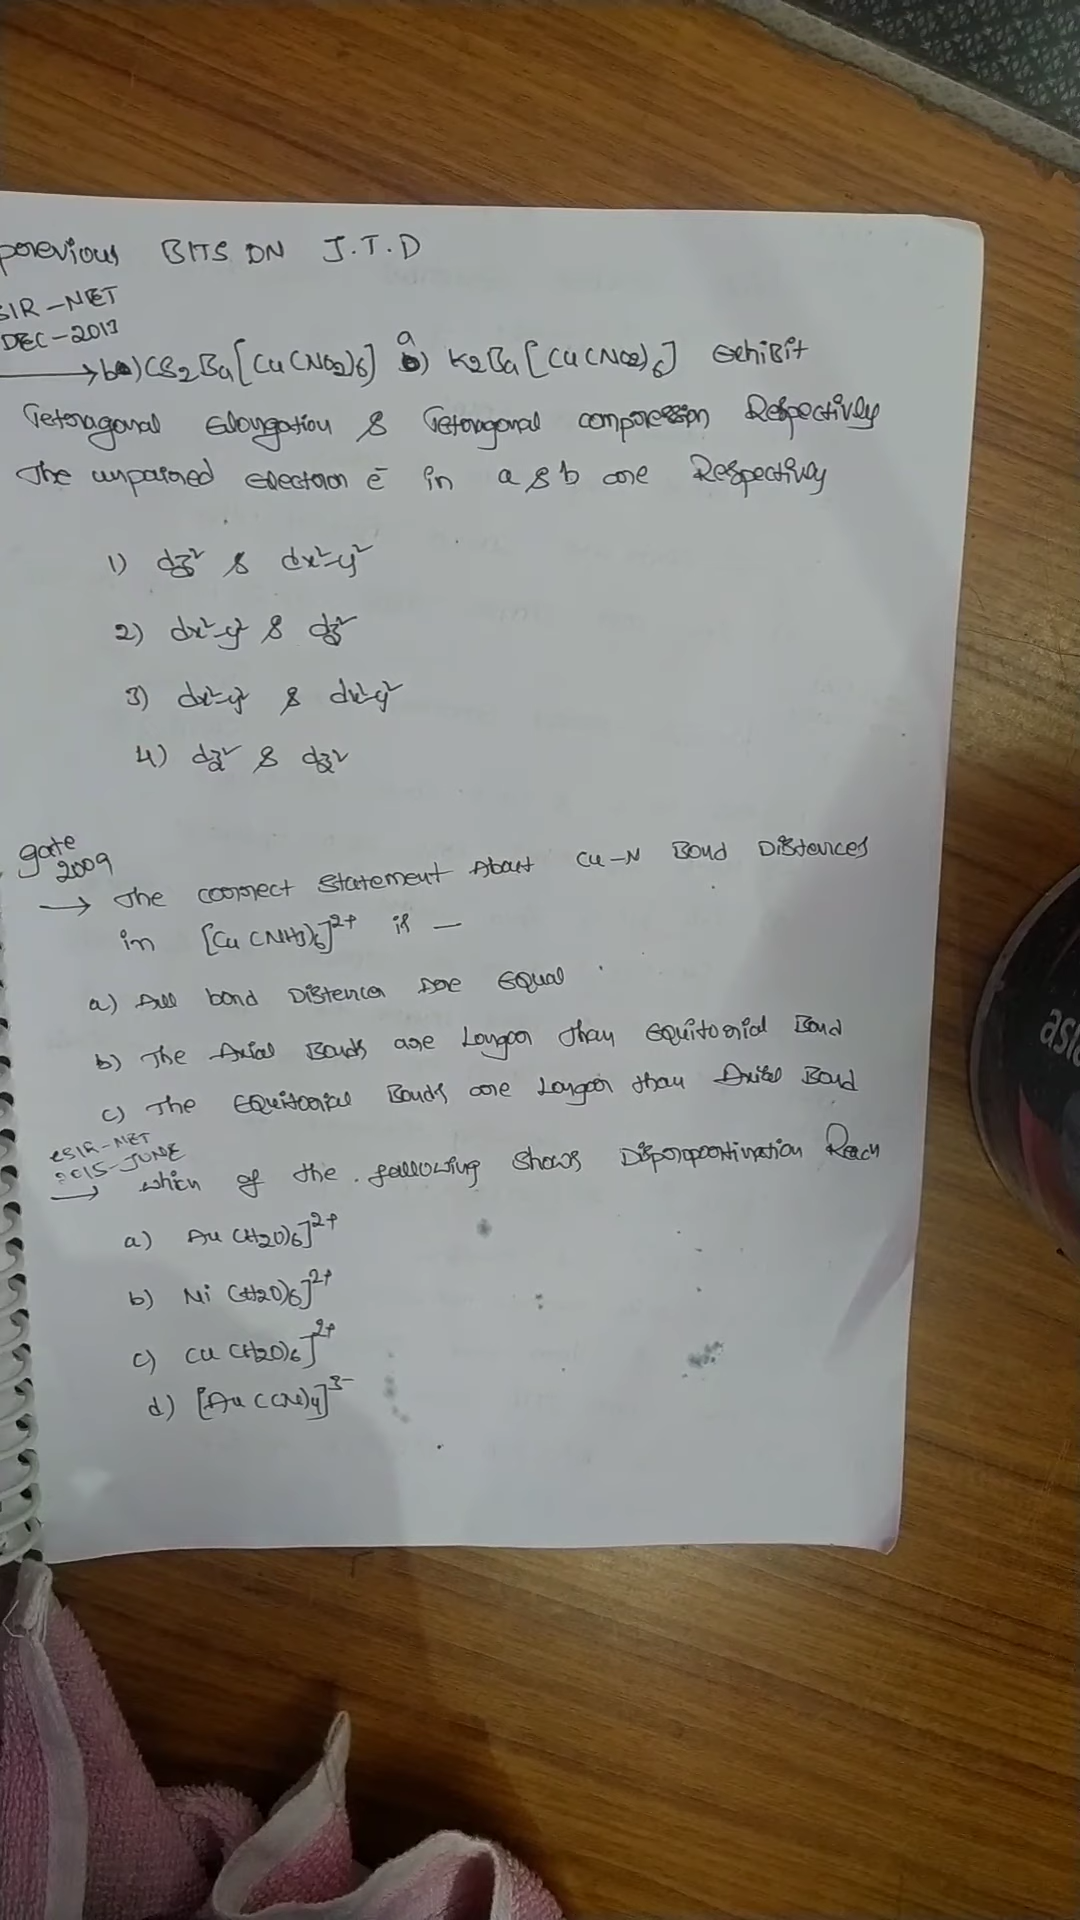 previous BITS ON J.T.D
SIR-NET
DEC-2013
→ b) CS2Ba[Cu(NO2)6] a) K2Ba[Cu(NO2)6] Exhibit
Tetragonal Elongation & Tetragonal compression Respectively
The unpaired electron e̅ in a & b are Respectively
1) dz² & dx²-y²
2) dx²-y² & dz²
3) dx²-y² & dx²-y²
4) dz² & dz²
gate
2009
→ The correct statement About Cu-N Bond Distances
in [Cu(NH3)6]2+ is —
a) All bond Distences Are Equal
b) The Axial Bonds are Longer than Equitorial Bond
c) The Equitorial Bonds are Longer than Axial Bond
CSIR-NET
2015-JUNE
→ which of the following shows Disproportination Reacn
a) Au(H2O)6]2+
b) Ni(H2O)6]2+
c) Cu(H2O)6]2+
d) [Au(CN)4]3-
asi